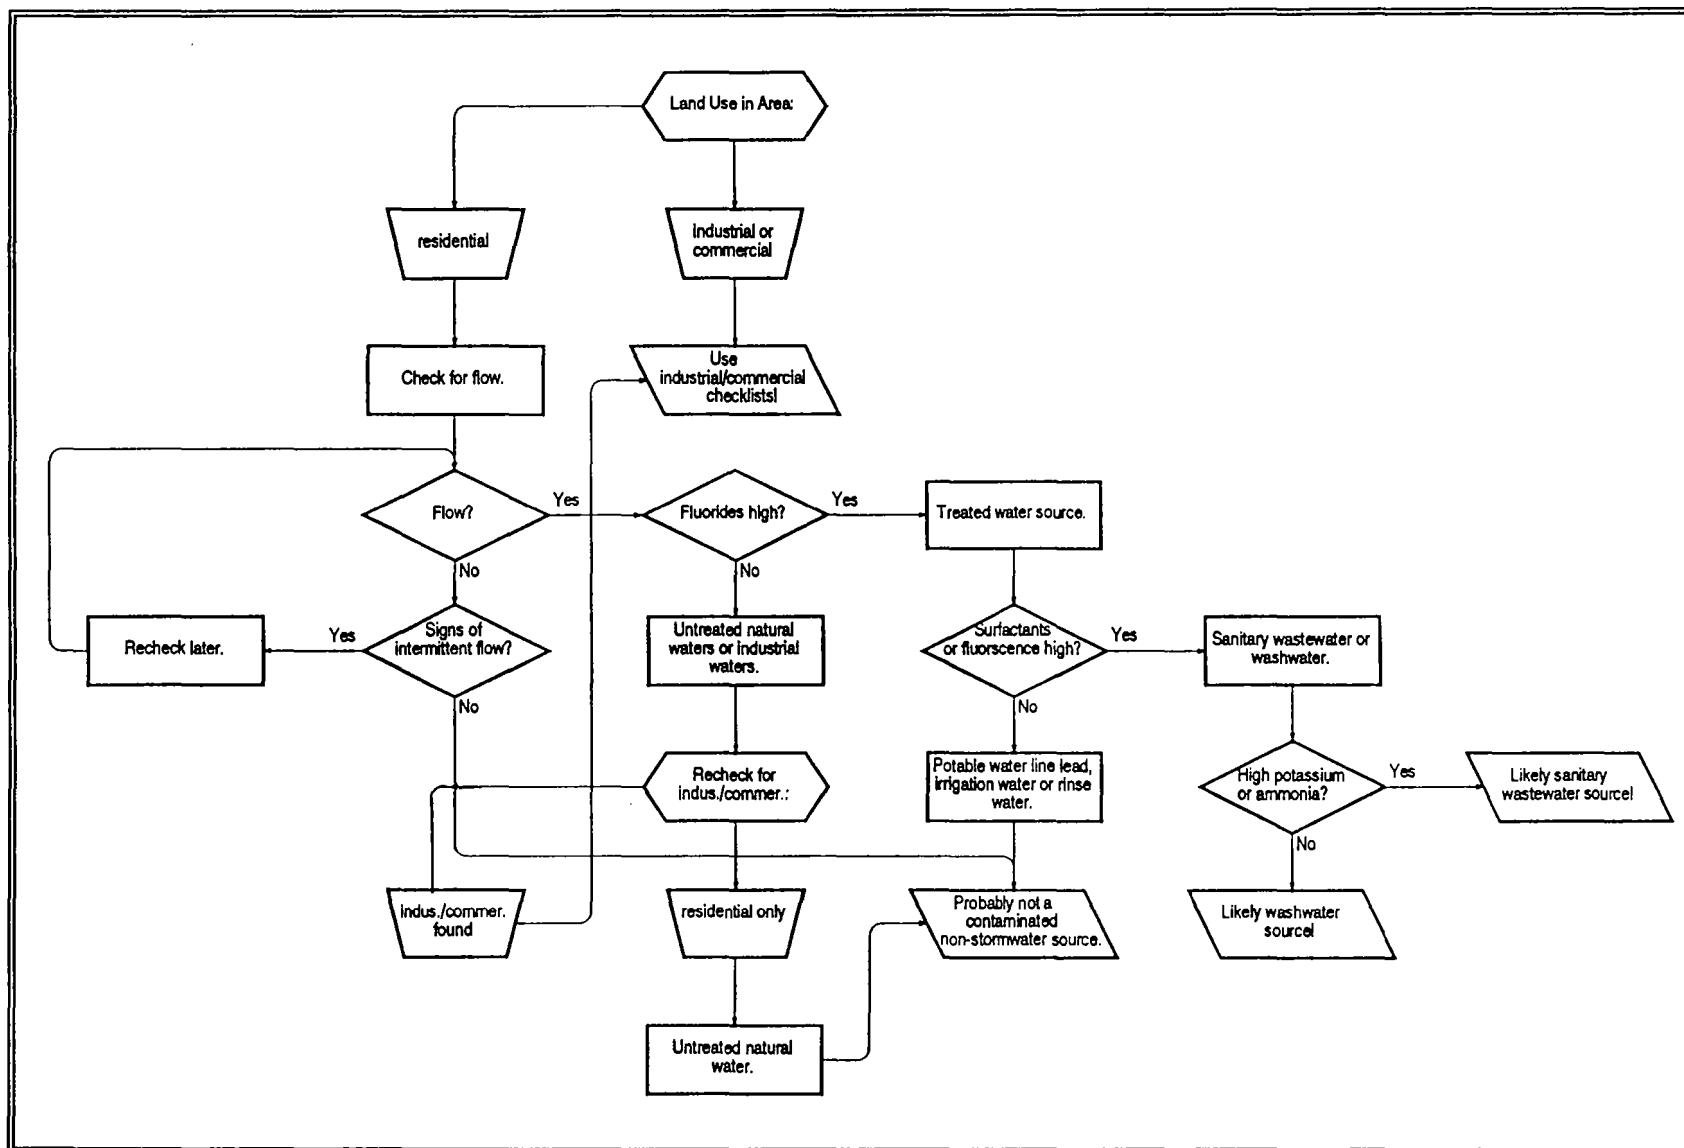 Land Use in Area:
residential
industrial or
commercial
Check for flow.
Use
industrial/commercial
checklists!
Flow?
Yes
Fluorides high?
Yes
Treated water source.
No
No
Recheck later.
Yes
Signs of
intermittent flow?
Untreated natural
waters or industrial
waters.
Surfactants
or fluorscence high?
Yes
Sanitary wastewater or
washwater.
No
No
Recheck for
indus./commer.:
Potable water line lead,
irrigation water or rinse
water.
High potassium
or ammonia?
Yes
Likely sanitary
wastewater source!
No
indus./commer.
found
residential only
Probably not a
contaminated
non-stormwater source.
Likely washwater
source!
Untreated natural
water.